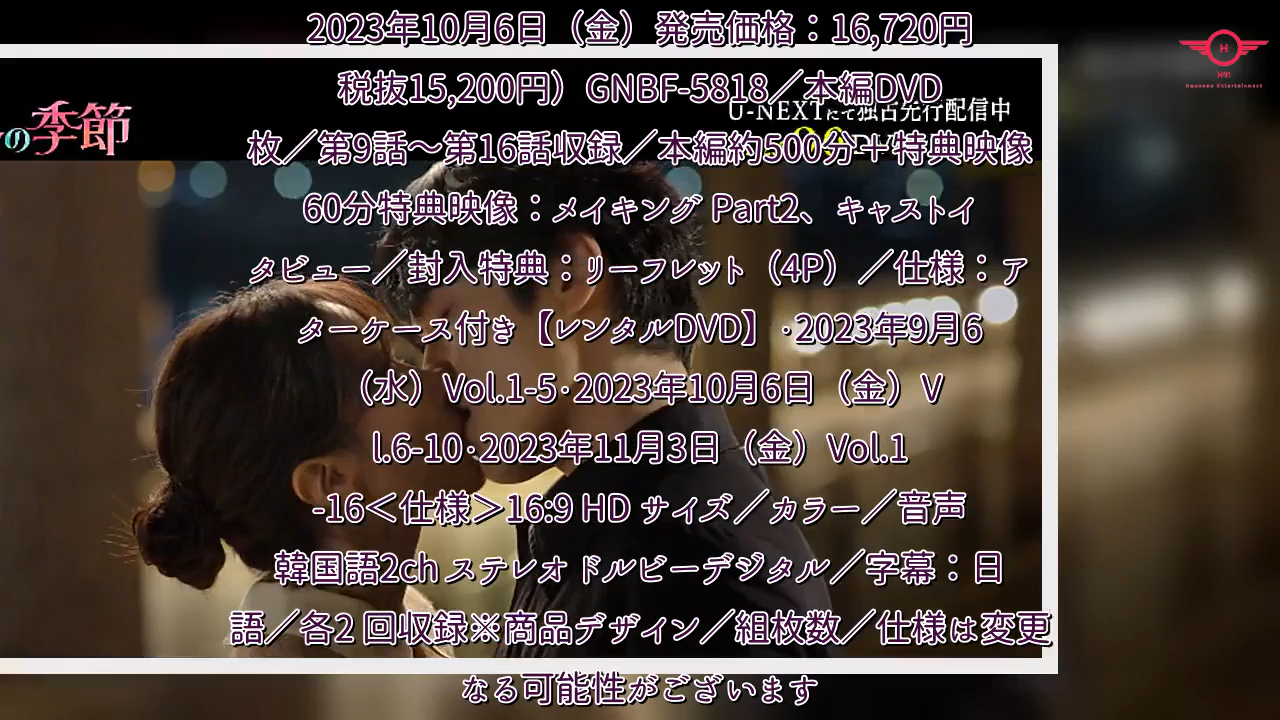 2023年10月6日（金）発売価格：16,720円
税抜15,200円）GNBF-5818／本編DVD
枚／第9話～第16話収録／本編約500分＋特典映像
60分特典映像：メイキング Part2、キャストイ
タビュー／封入特典：リーフレット（4P）／仕様：ア
ターケース付き【レンタルDVD】·2023年9月6
（水）Vol.1-5·2023年10月6日（金）V
l.6-10·2023年11月3日（金）Vol.1
-16＜仕様＞16:9 HD サイズ／カラー／音声
韓国語2ch ステレオ ドルビーデジタル／字幕：日
語／各2 回収録※商品デザイン／組枚数／仕様は変更
なる可能性がございます
の季節
U-NEXTにて独占先行配信中
H
HVI
Awesome Entertainment